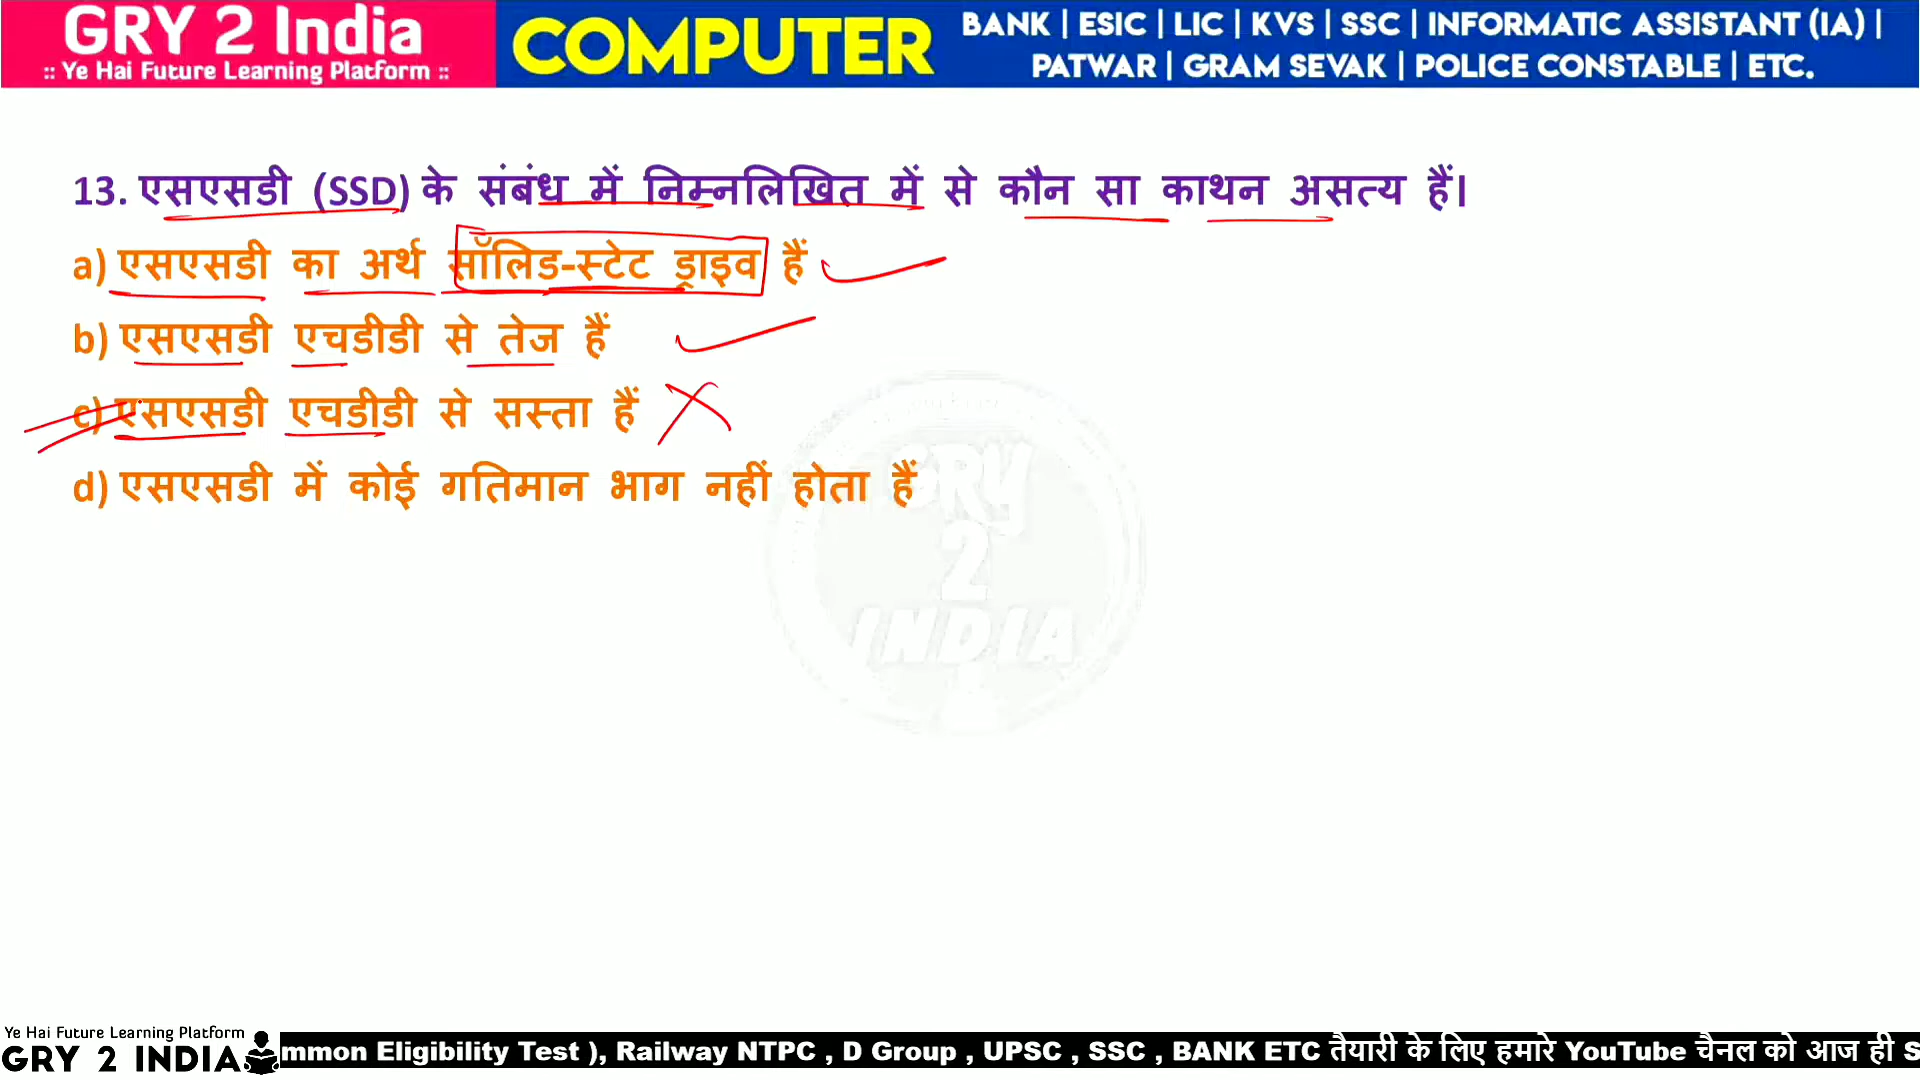 GRY 2 India
:: Ye Hai Future Learning Platform ::
COMPUTER
BANK | ESIC | LIC | KVS | SSC | INFORMATIC ASSISTANT (IA) |
PATWAR | GRAM SEVAK | POLICE CONSTABLE | ETC.
13. एसएसडी (SSD) के संबंध में निम्नलिखित में से कौन सा काथन असत्य हैं।
a) एसएसडी का अर्थ सॉलिड-स्टेट ड्राइव हैं
b) एसएसडी एचडीडी से तेज हैं
c) एसएसडी एचडीडी से सस्ता हैं
d) एसएसडी में कोई गतिमान भाग नहीं होता हैं
GRY
2
INDIA
Ye Hai Future Learning Platform
GRY 2 INDIA
mmon Eligibility Test ), Railway NTPC , D Group , UPSC , SSC , BANK ETC तैयारी के लिए हमारे YouTube चैनल को आज ही S